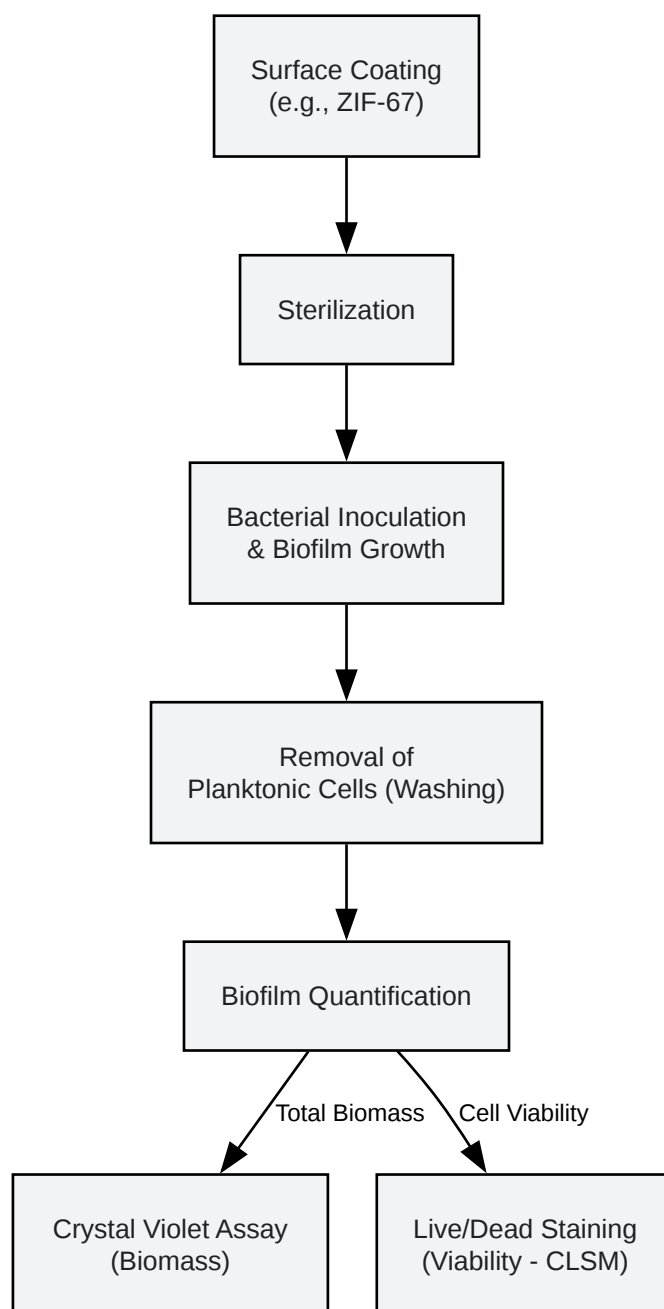 Surface Coating
(e.g., ZIF-67)
Sterilization
Bacterial Inoculation
& Biofilm Growth
Removal of
Planktonic Cells (Washing)
Biofilm Quantification
Total Biomass
Cell Viability
Crystal Violet Assay
(Biomass)
Live/Dead Staining
(Viability - CLSM)